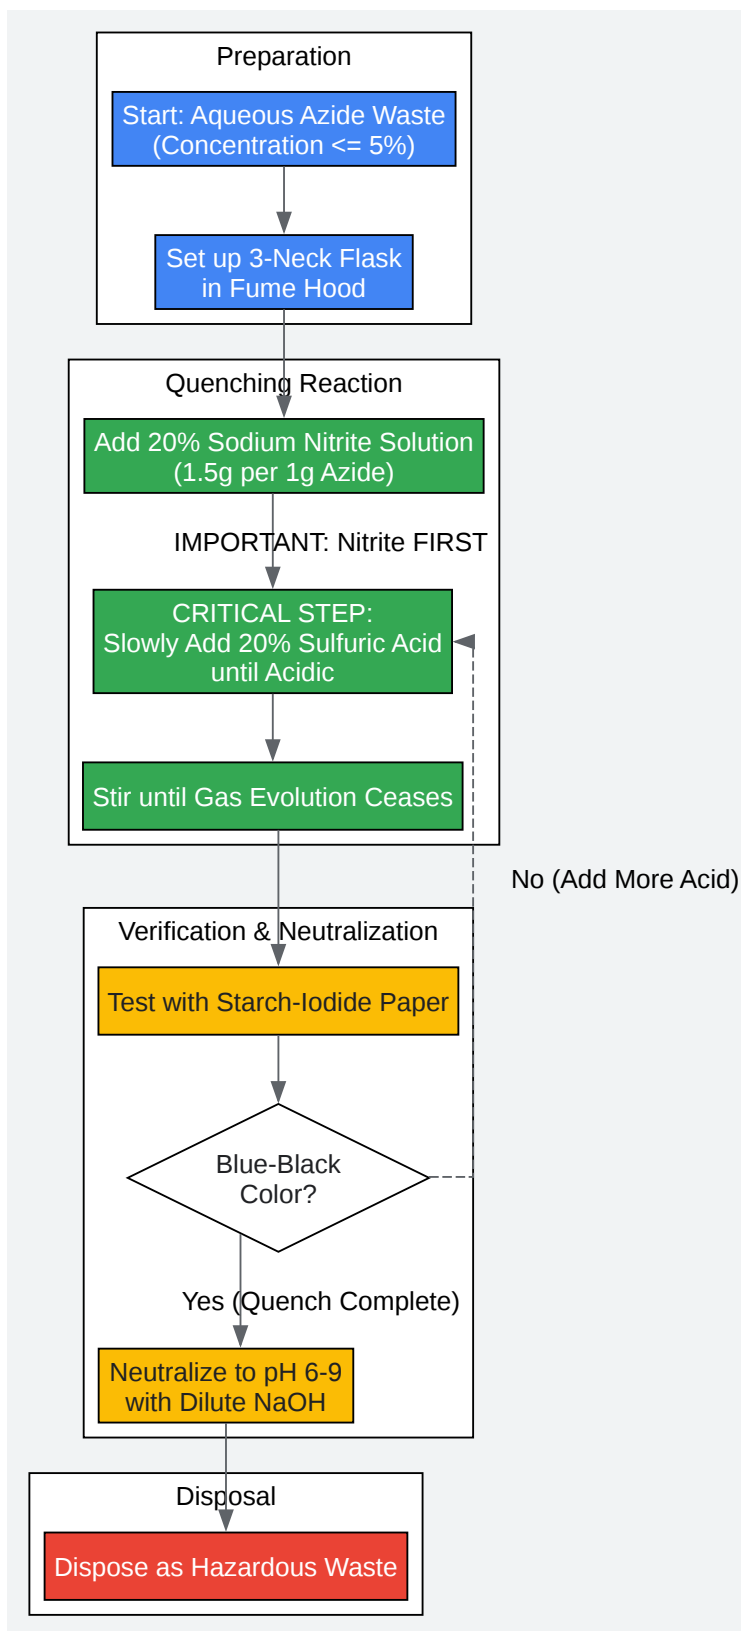 Preparation
Start: Aqueous Azide Waste
(Concentration <= 5%)
Set up 3-Neck Flask
in Fume Hood
Quenching Reaction
Add 20% Sodium Nitrite Solution
(1.5g per 1g Azide)
IMPORTANT: Nitrite FIRST
CRITICAL STEP:
Slowly Add 20% Sulfuric Acid
until Acidic
Stir until Gas Evolution Ceases
No (Add More Acid)
Verification & Neutralization
Test with Starch-Iodide Paper
Blue-Black
Color?
Yes (Quench Complete)
Neutralize to pH 6-9
with Dilute NaOH
Disposal
Dispose as Hazardous Waste